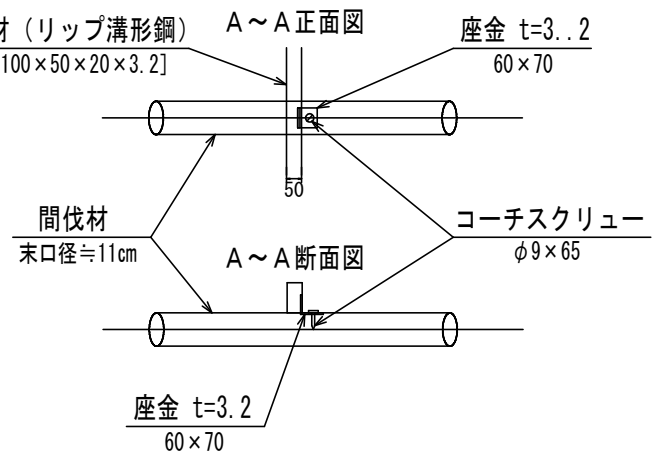 A～A正面図
材 (リップ溝形鋼)
100×50×20×3.2]
座金 t=3..2
60×70
50
間伐材
末口径≒11cm
コーチスクリュー
φ9×65
A～A断面図
座金 t=3.2
60×70